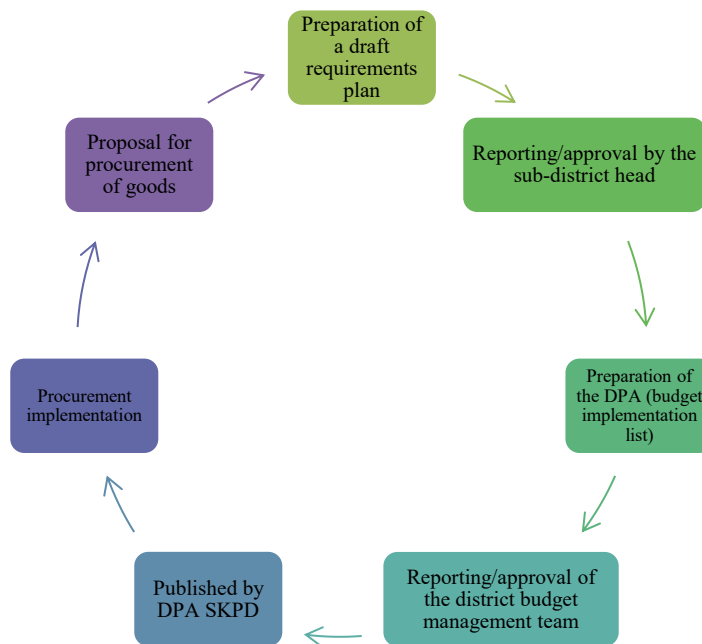 Preparation of
a draft
requirements
plan
Reporting/approval by the
sub-district head
Preparation of
the DPA (budget
implementation
list)
Reporting/approval of
the district budget
management team
Published by
DPA SKPD
Procurement
implementation
Proposal for
procurement
of goods